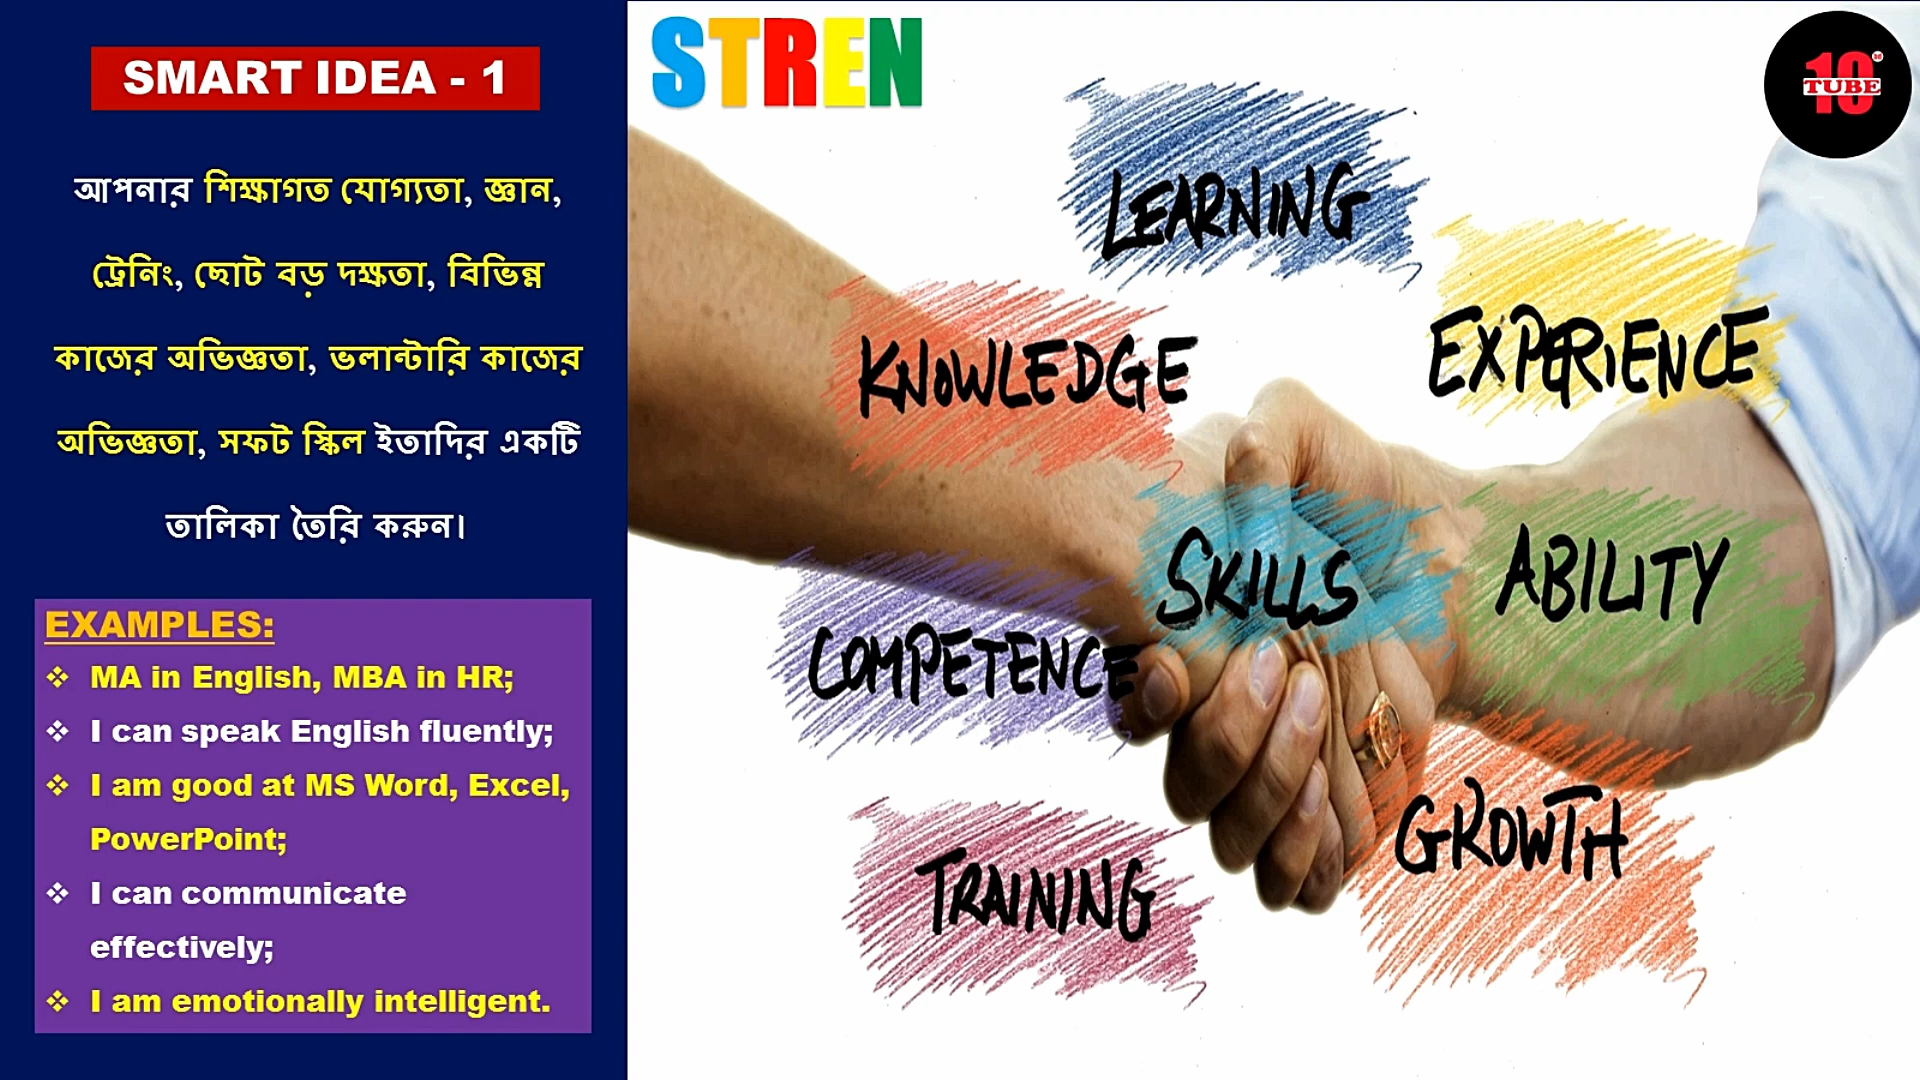 SMART IDEA - 1
আপনার শিক্ষাগত যোগ্যতা, জ্ঞান,
ট্রেনিং, ছোট বড় দক্ষতা, বিভিন্ন
কাজের অভিজ্ঞতা, ভলান্টারি কাজের
অভিজ্ঞতা, সফট স্কিল ইতাদির একটি
তালিকা তৈরি করুন।
EXAMPLES:
❖ MA in English, MBA in HR;
❖ I can speak English fluently;
❖ I am good at MS Word, Excel,
PowerPoint;
❖ I can communicate
effectively;
❖ I am emotionally intelligent.
STREN
LEARNING
KNOWLEDGE
EXPERIENCE
SKILLS
ABILITY
COMPETENCE
GROWTH
TRAINING
10
TUBE